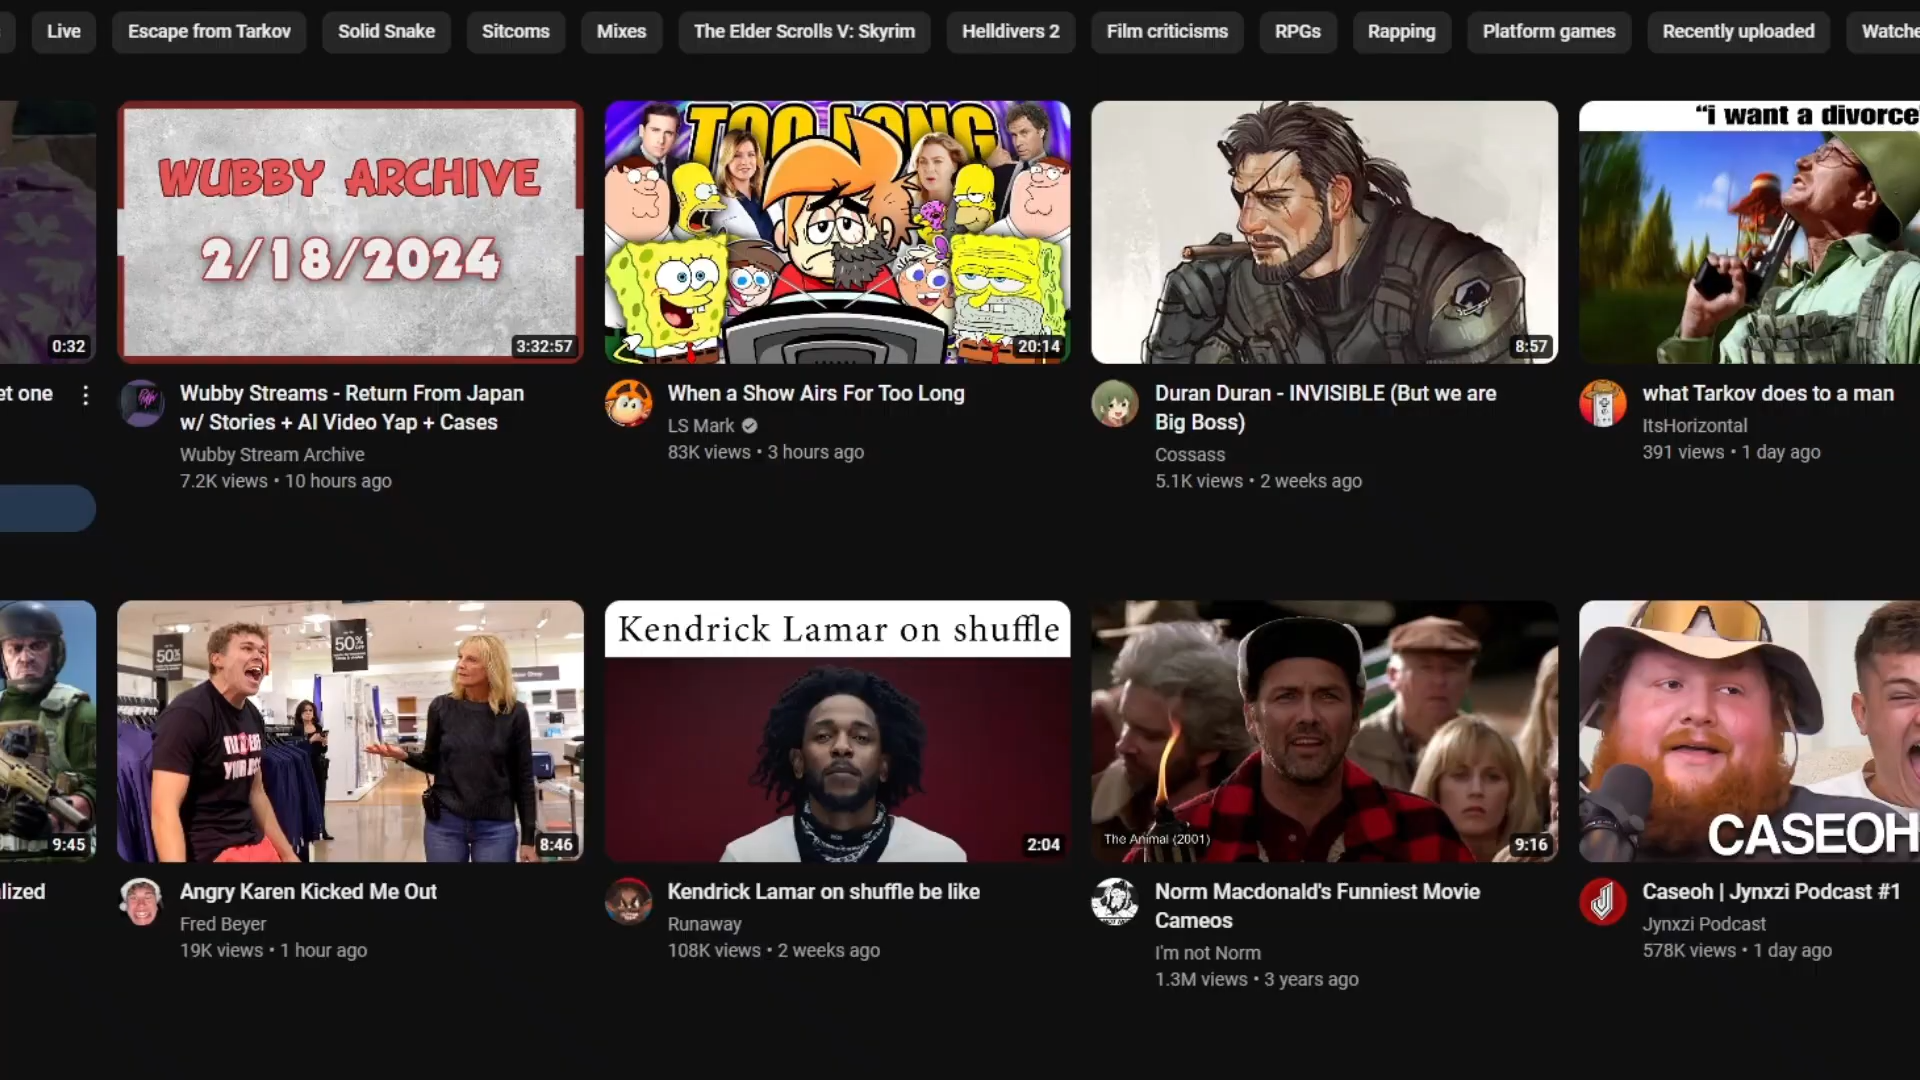 Live
Escape from Tarkov
Solid Snake
Sitcoms
Mixes
The Elder Scrolls V: Skyrim
Helldivers 2
Film criticisms
RPGs
Rapping
Platform games
Recently uploaded
Watche
0:32
et one
WUBBY ARCHIVE
2/18/2024
3:32:57
Wubby Streams - Return From Japan
w/ Stories + AI Video Yap + Cases
Wubby Stream Archive
7.2K views • 10 hours ago
TOO LONG
20:14
When a Show Airs For Too Long
LS Mark
83K views • 3 hours ago
8:57
Duran Duran - INVISIBLE (But we are
Big Boss)
Cossass
5.1K views • 2 weeks ago
“i want a divorce
what Tarkov does to a man
ItsHorizontal
391 views • 1 day ago
9:45
lized
50%
50%
8:46
Angry Karen Kicked Me Out
Fred Beyer
19K views • 1 hour ago
Kendrick Lamar on shuffle
2:04
Kendrick Lamar on shuffle be like
Runaway
108K views • 2 weeks ago
The Animal (2001)
9:16
Norm Macdonald's Funniest Movie
Cameos
I'm not Norm
1.3M views • 3 years ago
CASEOH
Caseoh | Jynxzi Podcast #1
Jynxzi Podcast
578K views • 1 day ago